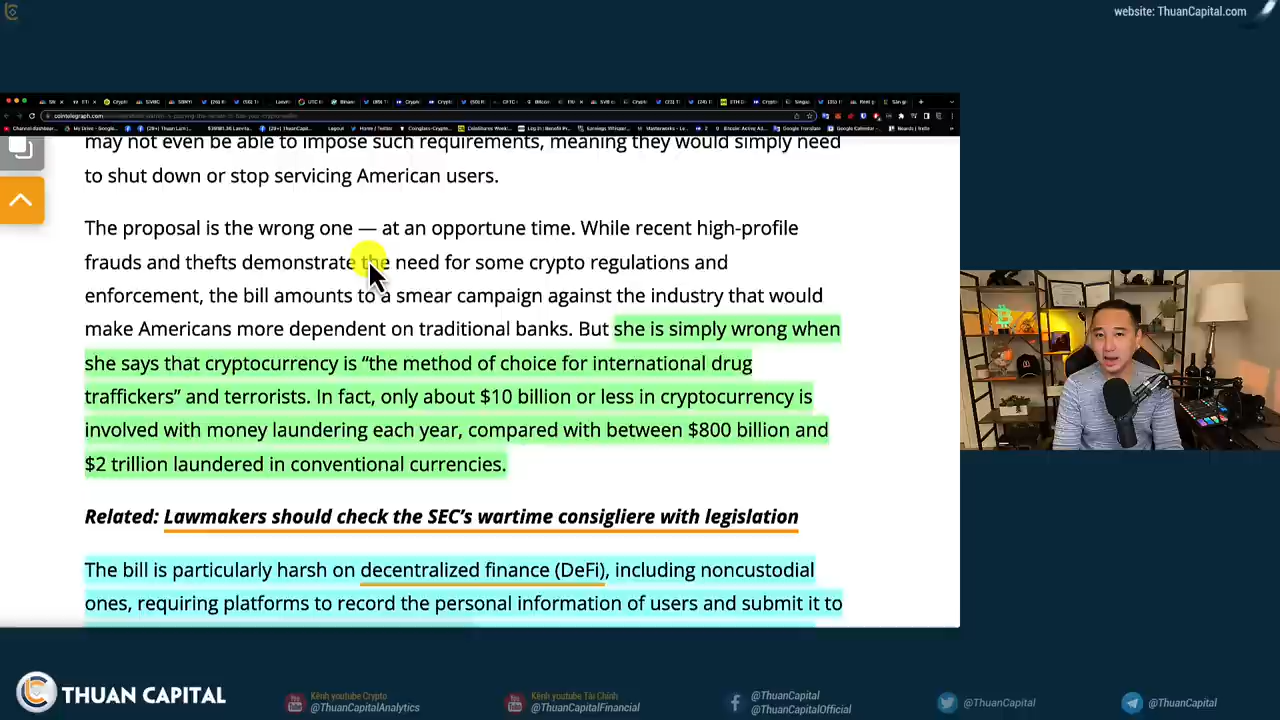 website: ThuanCapital.com
may not even be able to impose such requirements, meaning they would simply need
to shut down or stop servicing American users.
The proposal is the wrong one — at an opportune time. While recent high-profile
frauds and thefts demonstrate the need for some crypto regulations and
enforcement, the bill amounts to a smear campaign against the industry that would
make Americans more dependent on traditional banks. But she is simply wrong when
she says that cryptocurrency is “the method of choice for international drug
traffickers” and terrorists. In fact, only about $10 billion or less in cryptocurrency is
involved with money laundering each year, compared with between $800 billion and
$2 trillion laundered in conventional currencies.
Related: Lawmakers should check the SEC’s wartime consigliere with legislation
The bill is particularly harsh on decentralized finance (DeFi), including noncustodial
ones, requiring platforms to record the personal information of users and submit it to
THUAN CAPITAL
Kênh youtube Crypto
@ThuanCapitalAnalytics
Kênh youtube Tài Chính
@ThuanCapitalFinancial
@ThuanCapital
@ThuanCapitalOfficial
@ThuanCapital
@ThuanCapital